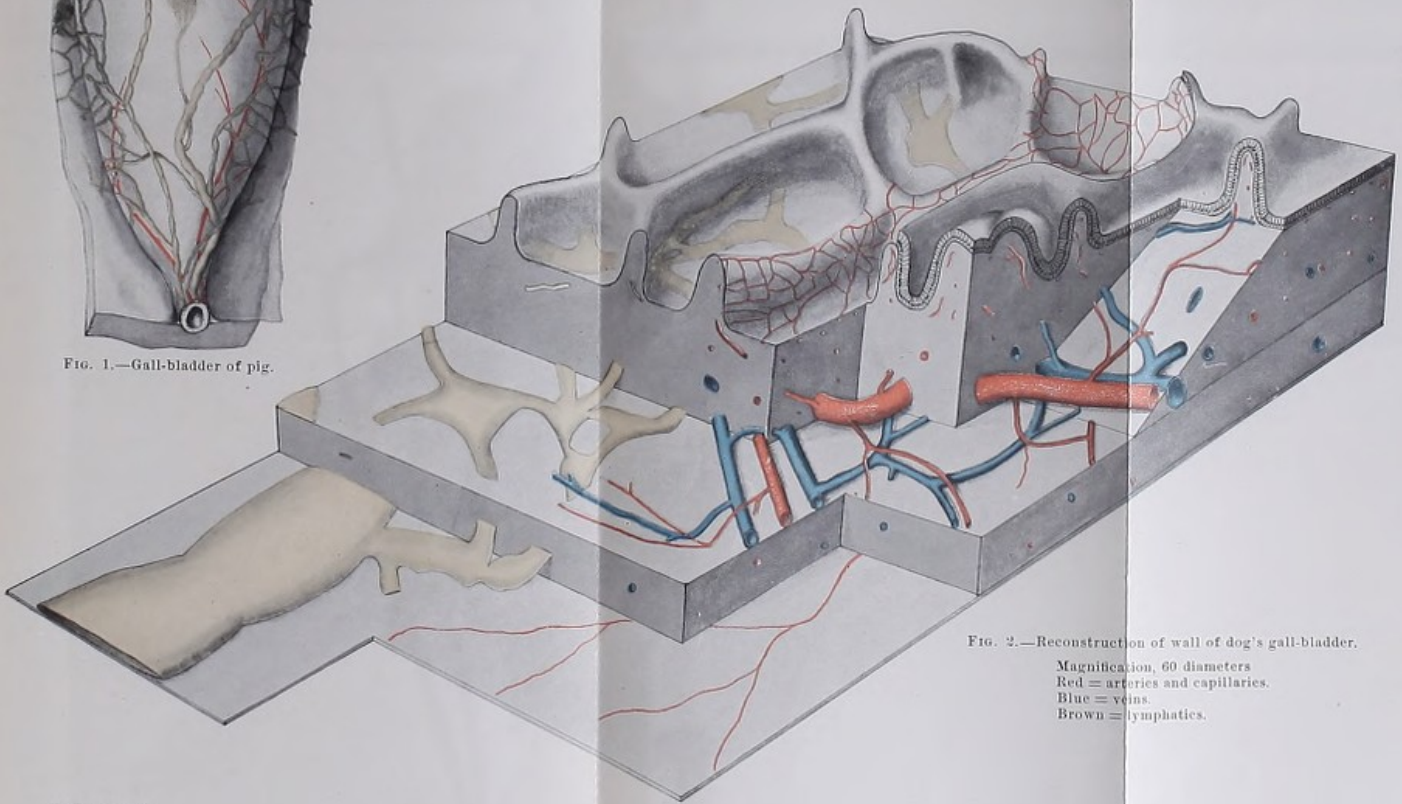 FIG. 1.—Gall-bladder of pig.
FIG. 2.—Reconstruction of wall of dog's gall-bladder.
Magnification, 60 diameters
Red = arteries and capillaries.
Blue = veins.
Brown = lymphatics.